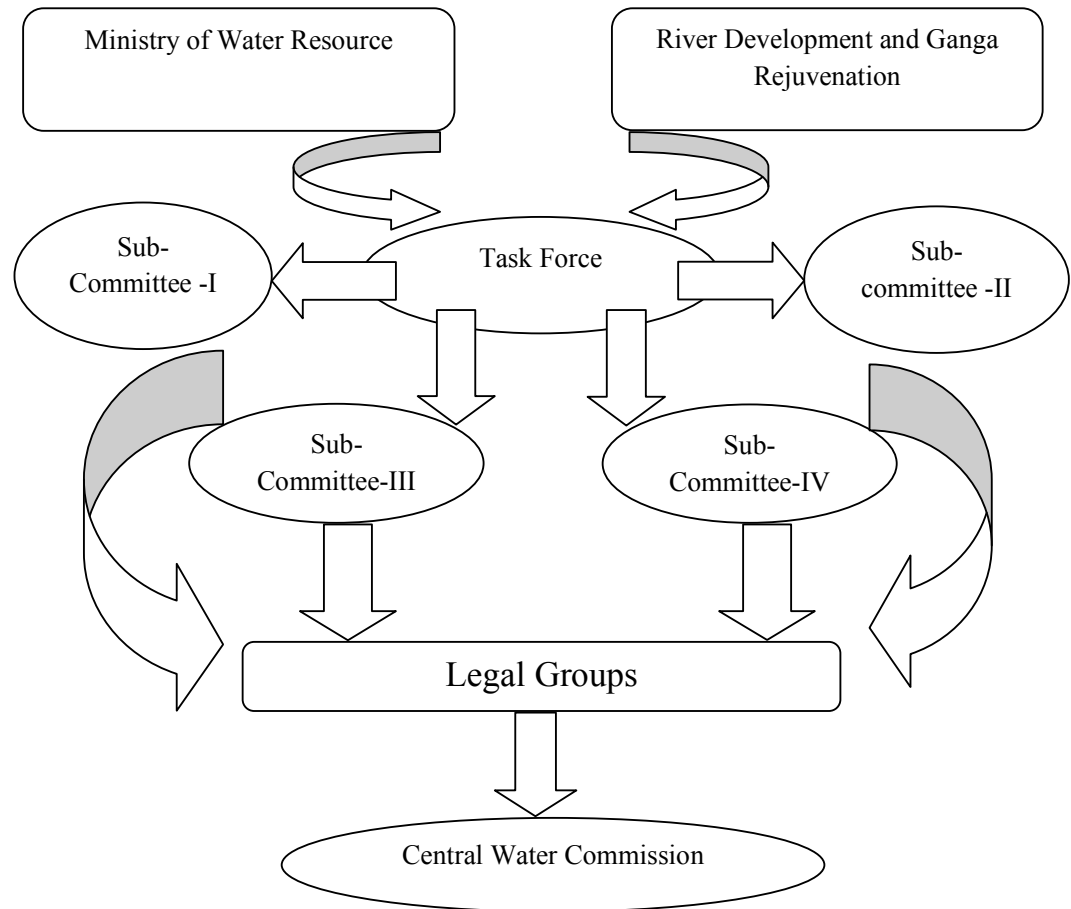 Ministry of Water Resource
River Development and Ganga
Rejuvenation
Sub-
Committee -I
Task Force
Sub-
committee -II
Sub-
Committee-III
Sub-
Committee-IV
Legal Groups
Central Water Commission